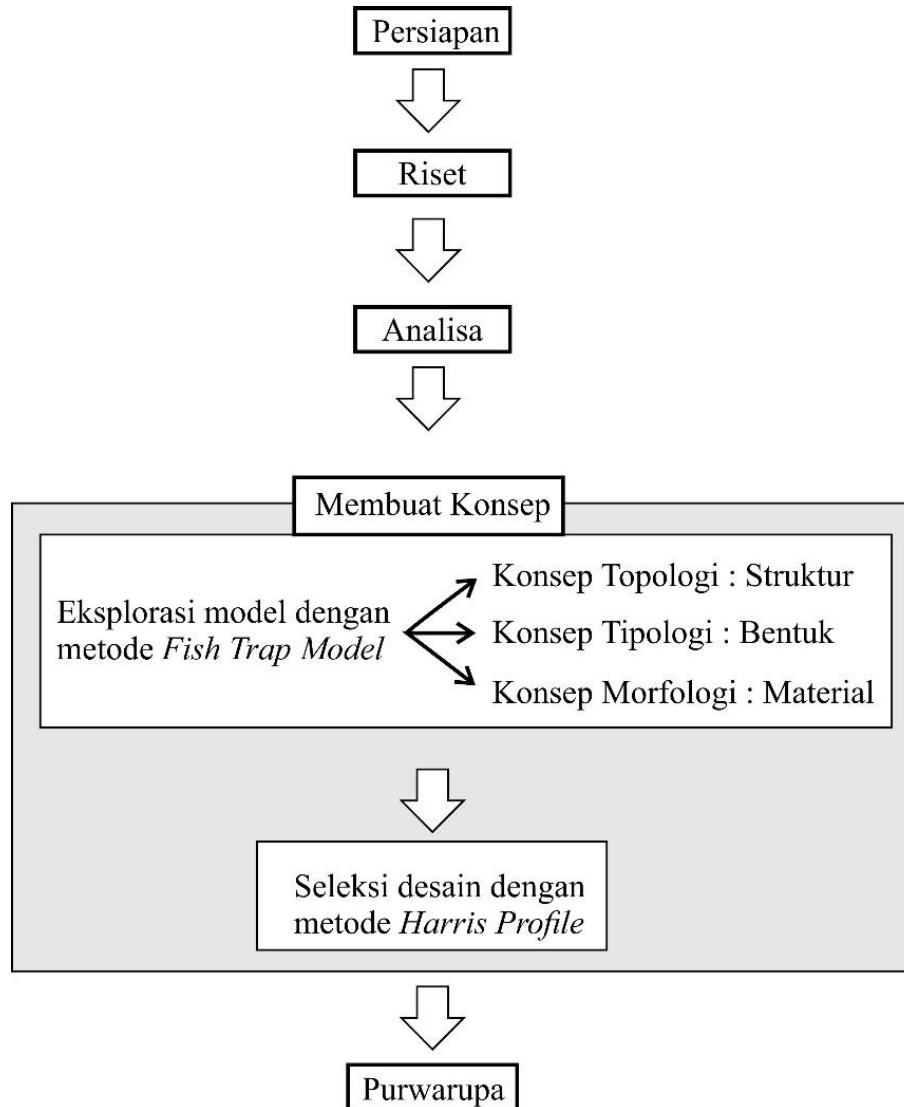 Persiapan
Riset
Analisa
Membuat Konsep
Eksplorasi model dengan
metode Fish Trap Model
Konsep Topologi : Struktur
Konsep Tipologi : Bentuk
Konsep Morfologi : Material
Seleksi desain dengan
metode Harris Profile
Purwarupa